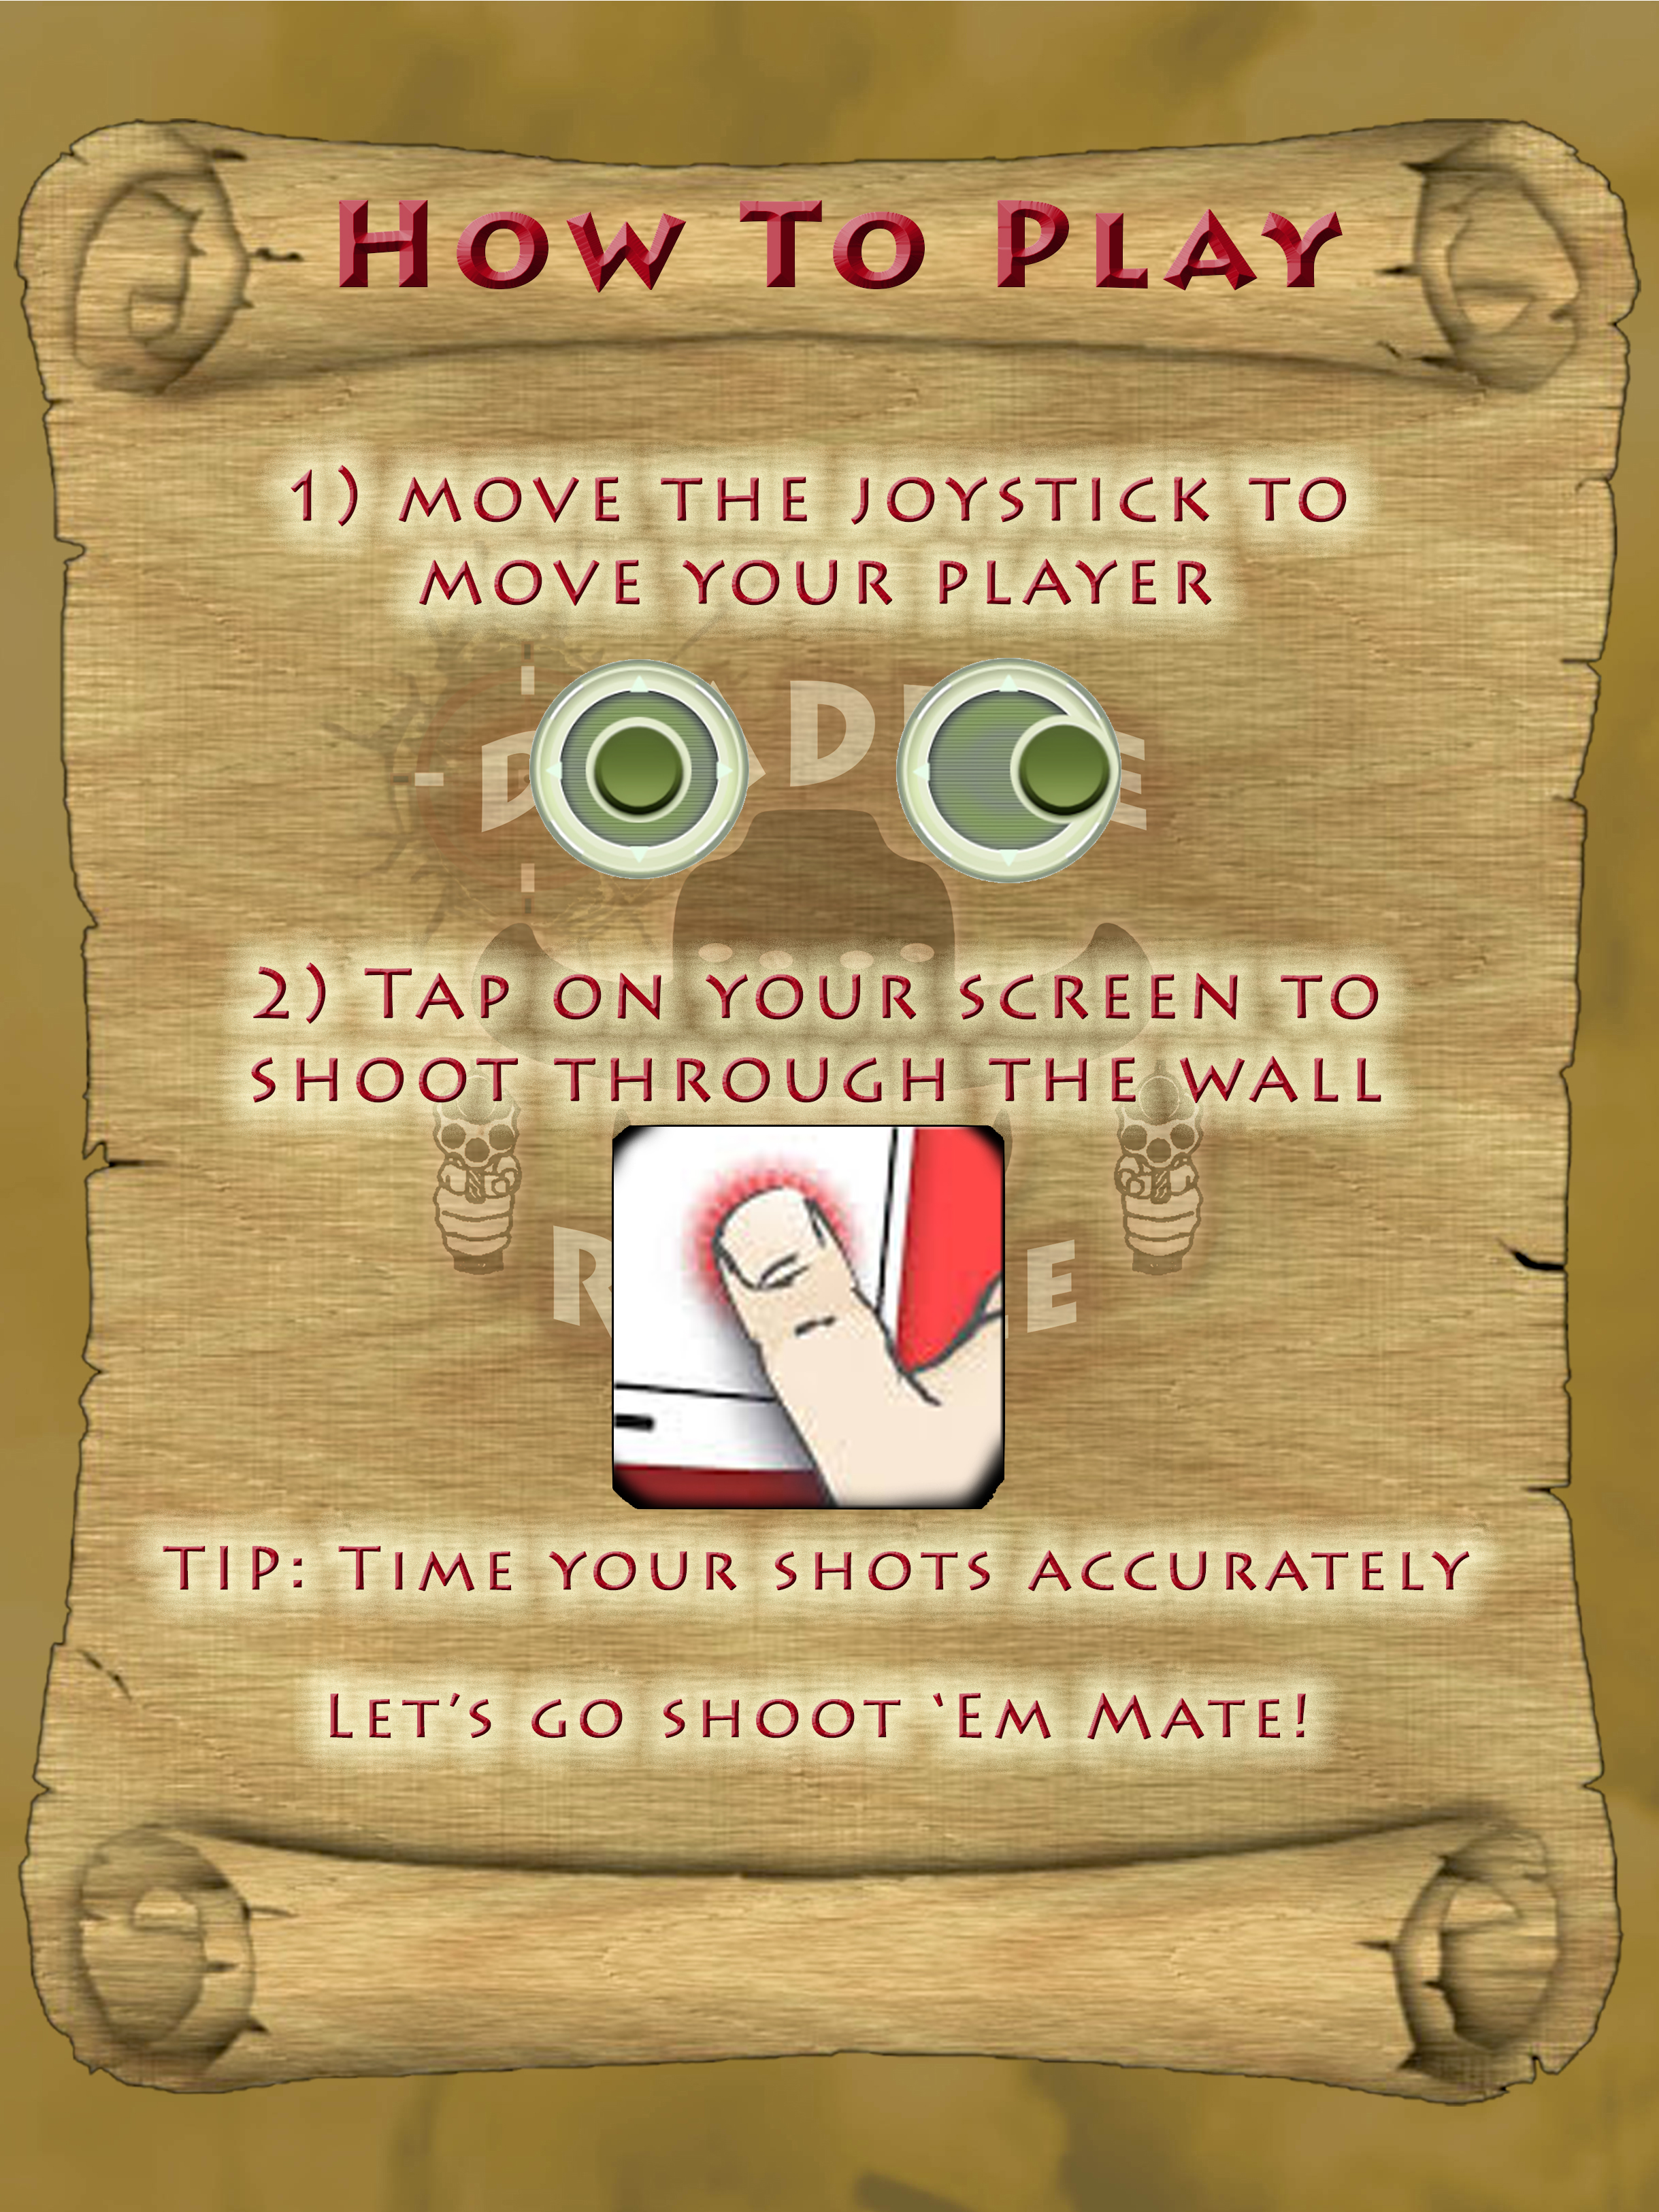 How To Play
1) move the joystick to
move your player
2) Tap on your screen to
shoot through the wall
TIP: Time your shots accurately
Let's go shoot 'Em Mate!